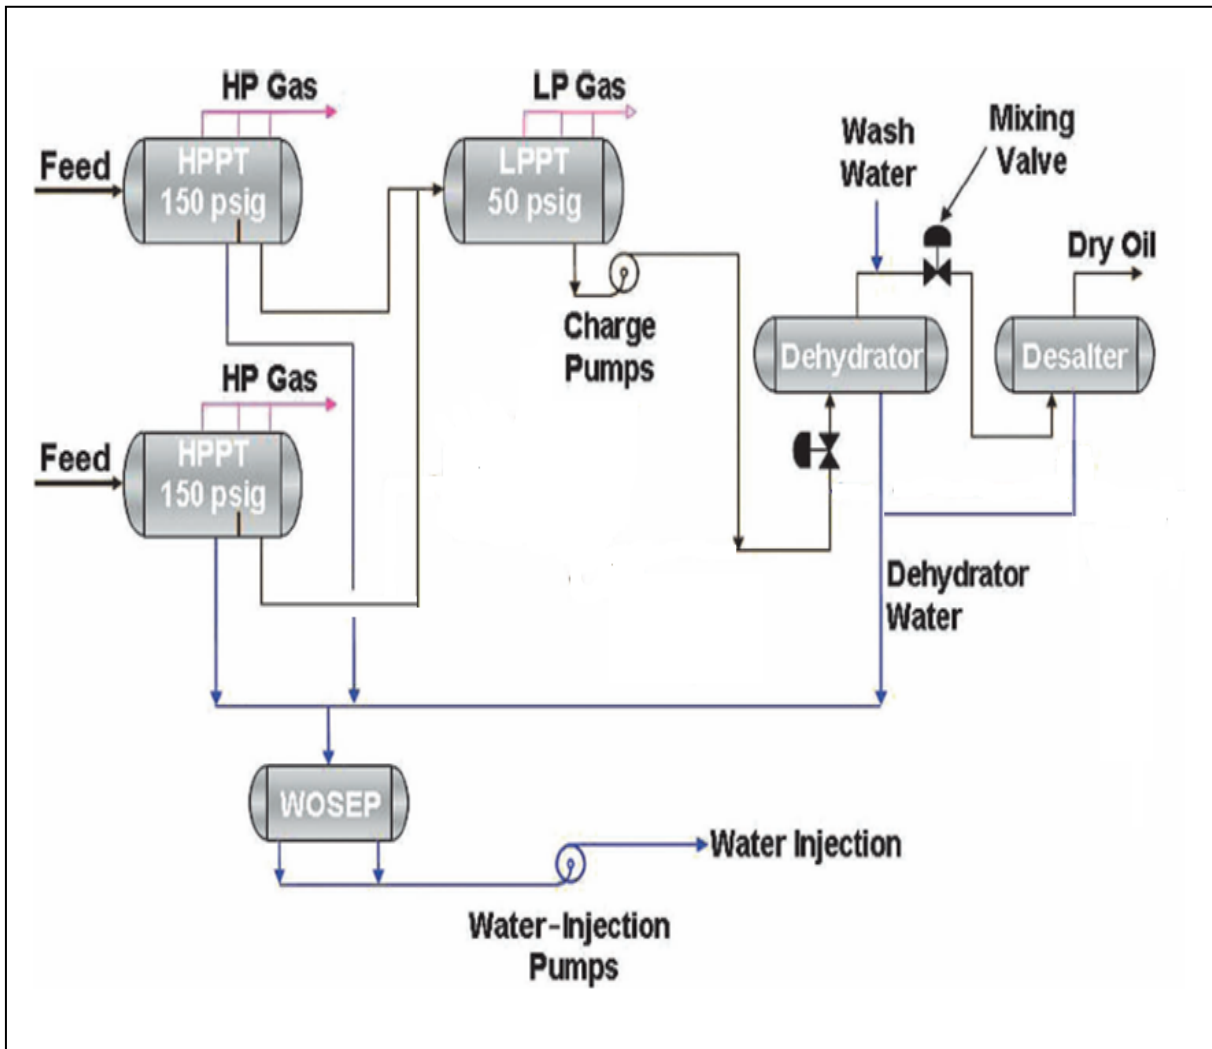 HP Gas
LP Gas
Feed
HPPT
150 psig
LPPT
50 psig
Wash
Water
Mixing
Valve
Dry Oil
Charge
Pumps
Dehydrator
Desalter
HP Gas
Feed
HPPT
150 psig
Dehydrator
Water
WOSEP
Water Injection
Water-Injection
Pumps